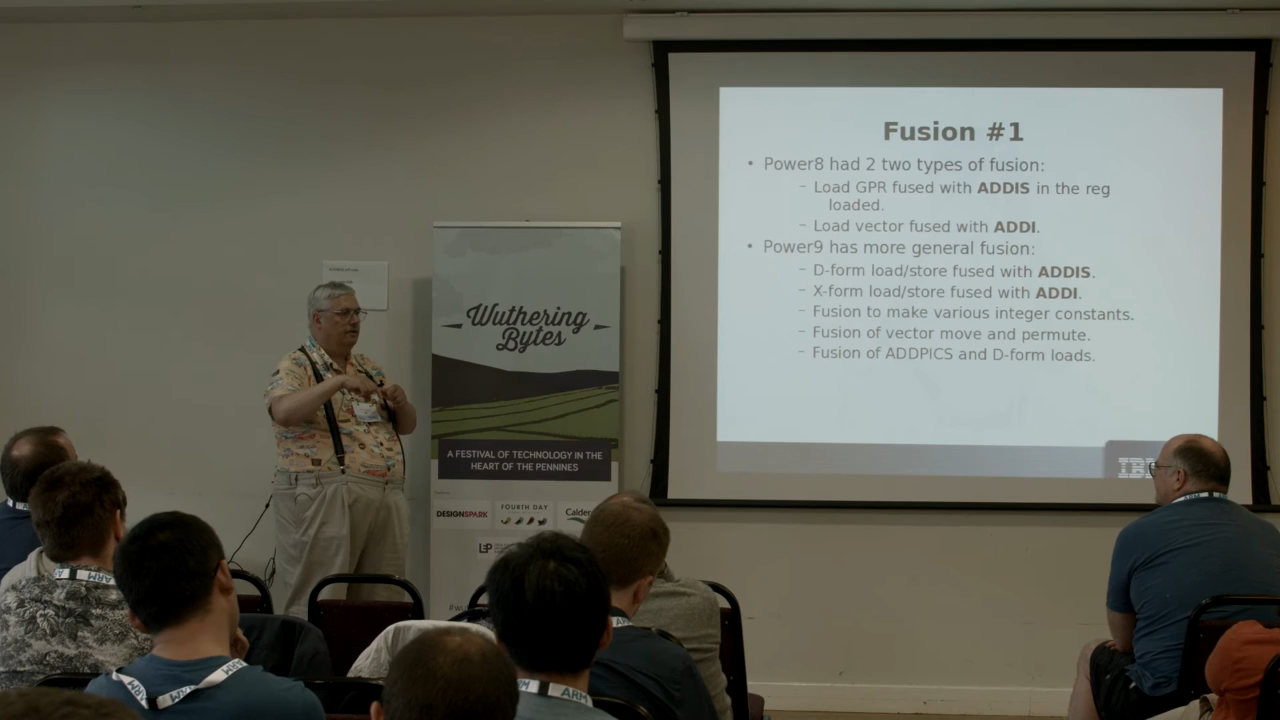 Fusion #1
• Power8 had 2 two types of fusion:
– Load GPR fused with ADDIS in the reg
loaded.
– Load vector fused with ADDI.
• Power9 has more general fusion:
– D-form load/store fused with ADDIS.
– X-form load/store fused with ADDI.
– Fusion to make various integer constants.
– Fusion of vector move and permute.
– Fusion of ADDPICS and D-form loads.
IBM
Wuthering
Bytes
A FESTIVAL OF TECHNOLOGY IN THE
HEART OF THE PENNINES
DESIGNSPARK
FOURTH DAY
Calder
ARM
ARM
ARM